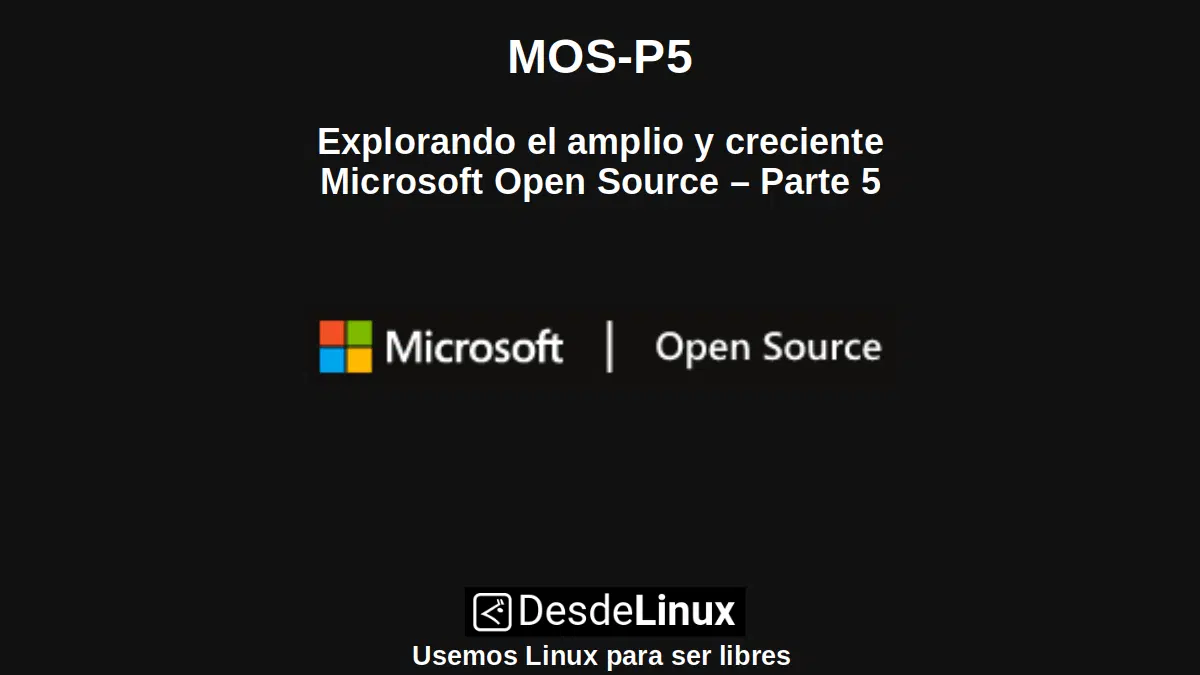 MOS-P5
Explorando el amplio y creciente
Microsoft Open Source – Parte 5
Microsoft | Open Source
DesdeLinux
Usemos Linux para ser libres